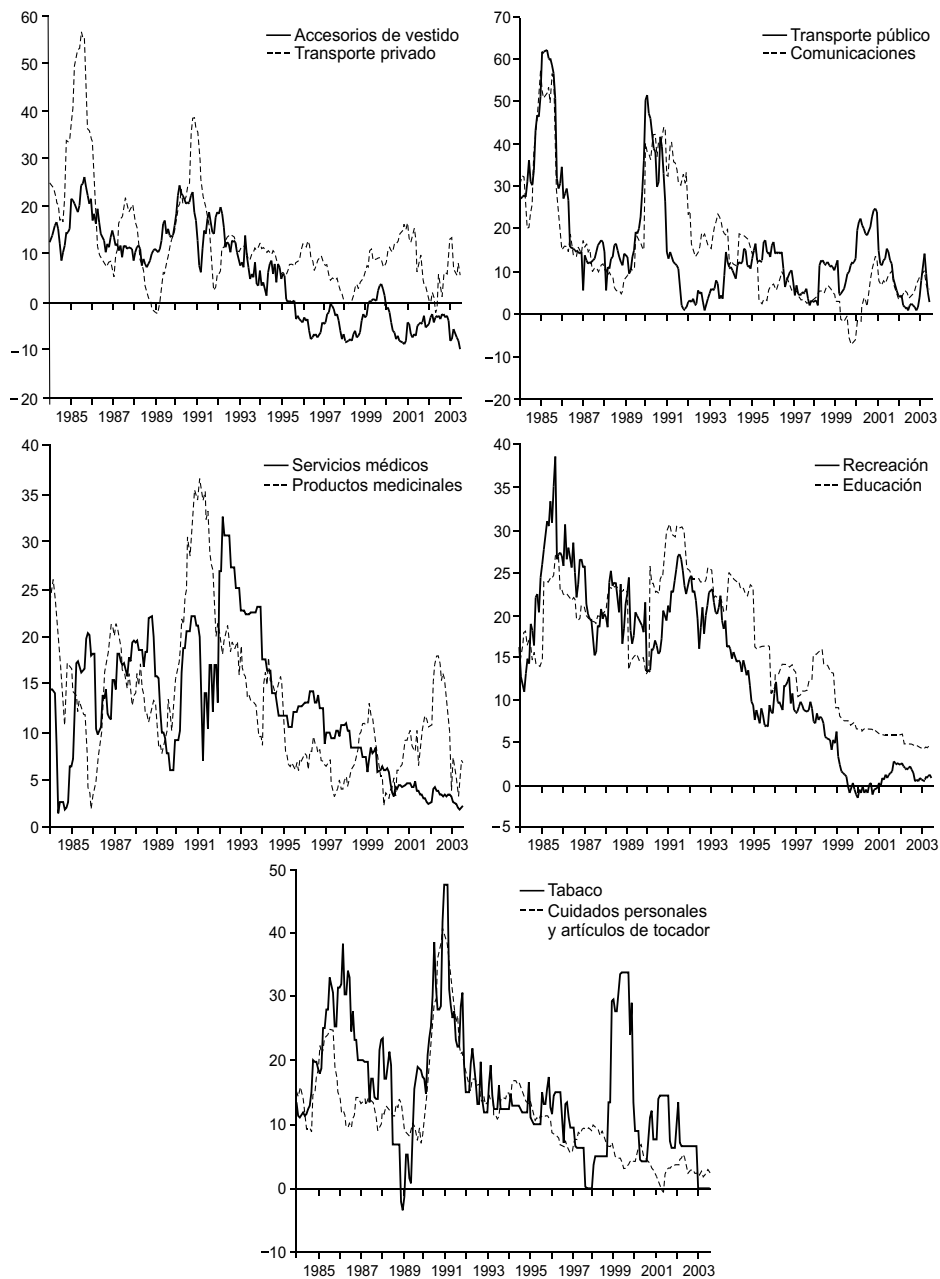 60
50
40
30
20
10
0
−10
−20
Accesorios de vestido
Transporte privado
1985 1987 1989 1991 1993 1995 1997 1999 2001 2003
70
60
50
40
30
20
10
0
−10
−20
Transporte público
Comunicaciones
1985 1987 1989 1991 1993 1995 1997 1999 2001 2003
40
35
30
25
20
15
10
5
0
Servicios médicos
Productos medicinales
1985 1987 1989 1991 1993 1995 1997 1999 2001 2003
40
35
30
25
20
15
10
5
0
−5
Recreación
Educación
1985 1987 1989 1991 1993 1995 1997 1999 2001 2003
50
40
30
20
10
0
−10
Tabaco
Cuidados personales
y artículos de tocador
1985 1987 1989 1991 1993 1995 1997 1999 2001 2003